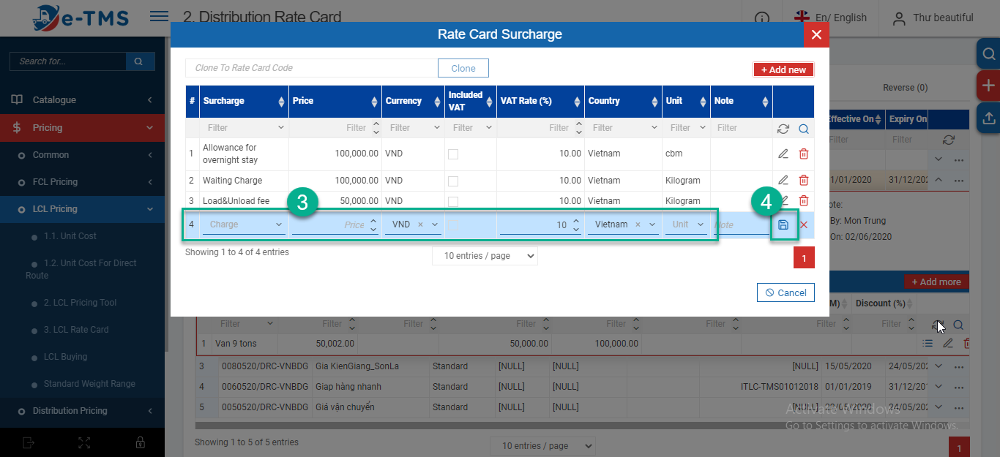 e-TMS
2. Distribution Rate Card
En/ English
Thư beautiful
Rate Card Surcharge
Search for...
Catalogue
Pricing
Common
FCL Pricing
LCL Pricing
1.1. Unit Cost
1.2. Unit Cost For Direct
Route
2. LCL Pricing Tool
3. LCL Rate Card
LCL Buying
Standard Weight Range
Distribution Pricing
Clone To Rate Card Code
Clone
+ Add new
# Surcharge Price Currency Included VAT VAT Rate (%) Country Unit Note
Filter Filter Filter Filter Filter Filter Filter Filter
1 Allowance for overnight stay 100,000.00 VND 10.00 Vietnam cbm
2 Waiting Charge 100,000.00 VND 10.00 Vietnam Kilogram
3 Load&Unload fee 50,000.00 VND 10.00 Vietnam Kilogram
3
4
4 Charge Price VND × 10 Vietnam × Unit Note
Showing 1 to 4 of 4 entries
10 entries / page
1
Cancel
Reverse (0)
Effective On Expiry On
Filter Filter
1/01/2020 31/12/202
ote:
By: Mon Trung
On: 02/06/2020
+ Add more
M) Discount (%)
Filter Filter Filter Filter Filter Filter Filter Filter
1 Van 9 tons 50,002.00 50,000.00 100,000.00
3 0080520/DRC-VNBDG Gia KienGiang_SonLa Standard [NULL] [NULL] [NULL] 15/05/2020 24/05/202
4 0060520/DRC-VNBDG Giap hàng nhanh Standard [NULL] [NULL] ITLC-TMS01012018 01/01/2019 31/12/201
5 0050520/DRC-VNBDG Giá vận chuyển Standard [NULL] [NULL] [NULL] 22/05/2020 24/05/202
Activate Windows
Go to Settings to activate Windows.
Showing 1 to 5 of 5 entries
10 entries / page
1